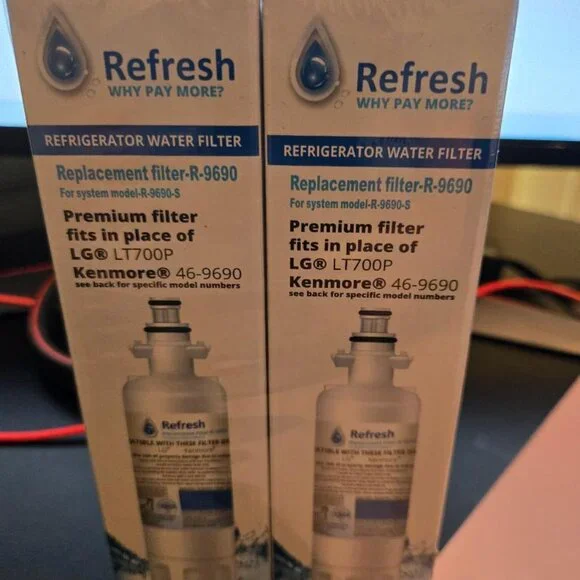 Refresh
WHY PAY MORE?
REFRIGERATOR WATER FILTER
Replacement filter-R-9690
For system model-R-9690-S
Premium filter
fits in place of
LG® LT700P
Kenmore® 46-9690
see back for specific model numbers
Refresh
Refresh
WHY PAY MORE?
REFRIGERATOR WATER FILTER
Replacement filter-R-9690
For system model-R-9690-S
Premium filter
fits in place of
LG® LT700P
Kenmore® 46-9690
see back for specific model numbers
Refresh